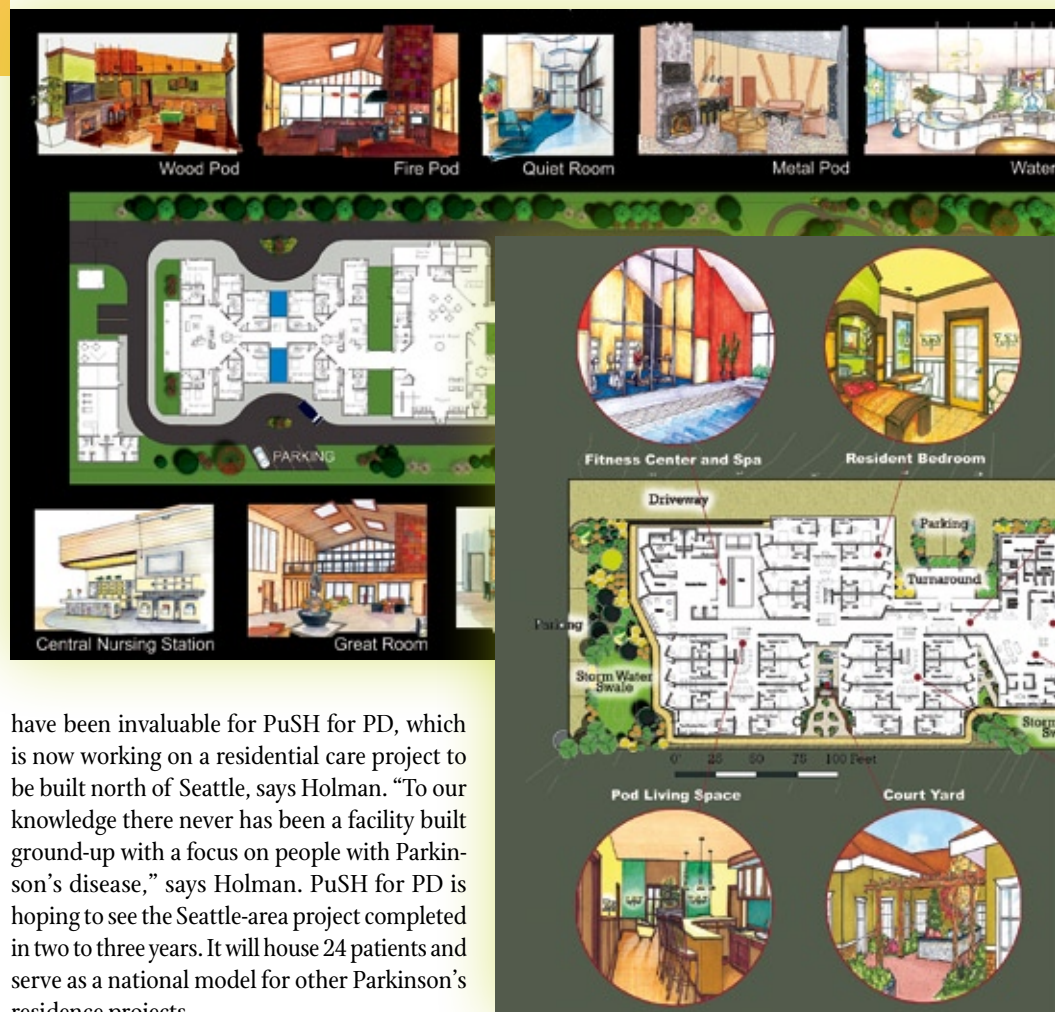 Wood Pod
Fire Pod
Quiet Room
Metal Pod
Water
PARKING
Central Nursing Station
Great Room
Fitness Center and Spa
Resident Bedroom
Driveway
Parking
Turnaround
Parking
Storm Water
Swale
Storm
Sw
0' 25 50 75 100 Feet
Pod Living Space
Court Yard
have been invaluable for PuSH for PD, which
is now working on a residential care project to
be built north of Seattle, says Holman. “To our
knowledge there never has been a facility built
ground-up with a focus on people with Parkin-
son’s disease,” says Holman. PuSH for PD is
hoping to see the Seattle-area project completed
in two to three years. It will house 24 patients and
serve as a national model for other Parkinson’s
residence projects.